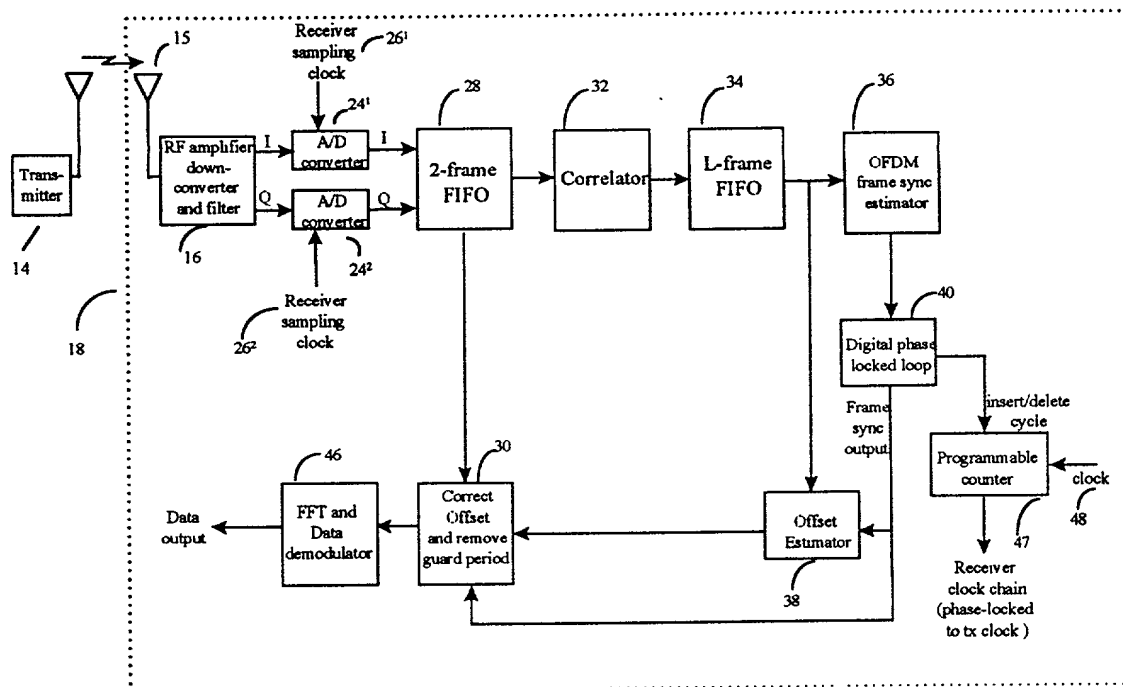 Receiver
sampling
clock
26¹
15
28
32
34
36
24¹
RF amplifier
down-
converter
and filter
I
A/D
converter
I
2-frame
FIFO
Correlator
L-frame
FIFO
OFDM
frame sync
estimator
Trans-
mitter
Q
A/D
converter
Q
14
16
24²
18
26²
Receiver
sampling
clock
40
Digital phase
locked loop
Frame
sync
output
insert/delete
cycle
Programmable
counter
clock
48
47
46
30
Data
output
FFT and
Data
demodulator
Correct
Offset
and remove
guard period
Offset
Estimator
38
Receiver
clock chain
(phase-locked
to tx clock )